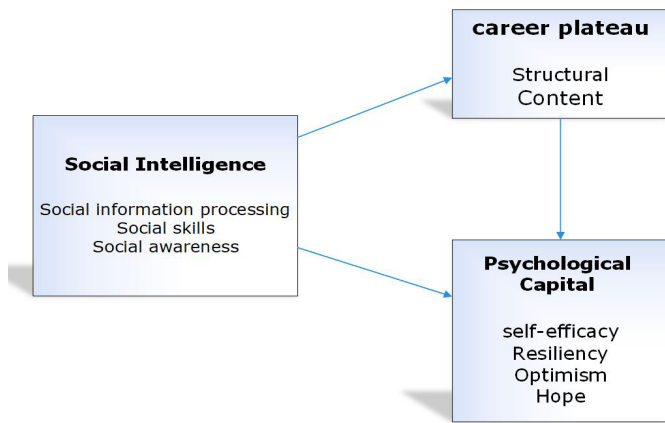 career plateau
Structural
Content
Social Intelligence
Social information processing
Social skills
Social awareness
Psychological
Capital
self-efficacy
Resiliency
Optimism
Hope